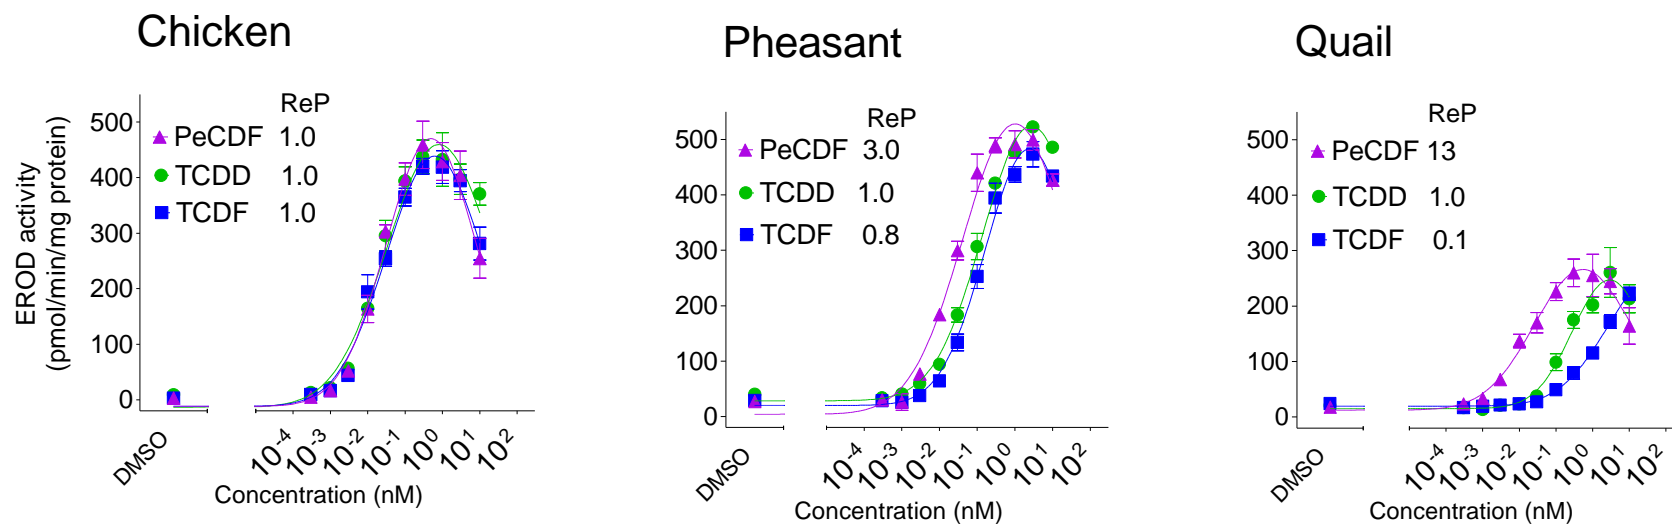 Chicken
EROD activity
(pmol/min/mg protein)
500
400
300
200
100
0
ReP
PeCDF 1.0
TCDD 1.0
TCDF 1.0
DMSO
10⁻⁴ 10⁻³ 10⁻² 10⁻¹ 10⁰ 10¹ 10²
Concentration (nM)
Pheasant
500
400
300
200
100
0
ReP
PeCDF 3.0
TCDD 1.0
TCDF 0.8
DMSO
10⁻⁴ 10⁻³ 10⁻² 10⁻¹ 10⁰ 10¹ 10²
Concentration (nM)
Quail
500
400
300
200
100
0
ReP
PeCDF 13
TCDD 1.0
TCDF 0.1
DMSO
10⁻⁴ 10⁻³ 10⁻² 10⁻¹ 10⁰ 10¹ 10²
Concentration (nM)